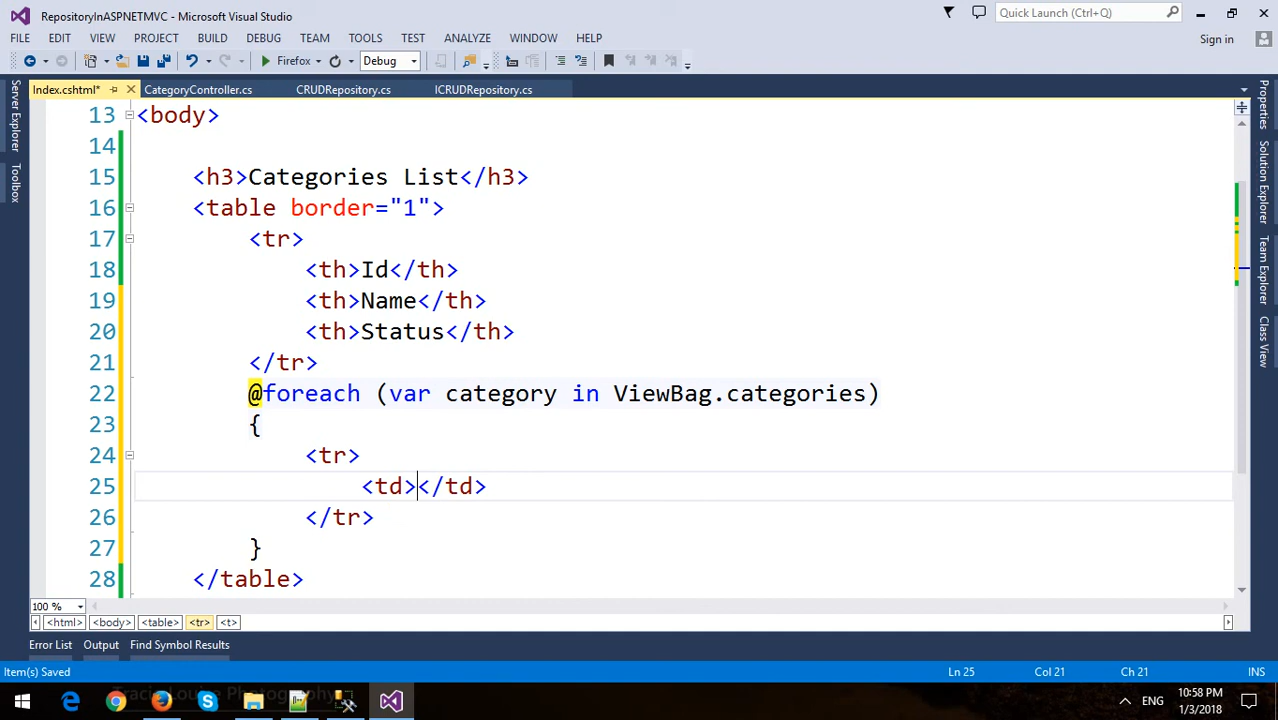 RepositoryInASPNETMVC - Microsoft Visual Studio
Quick Launch (Ctrl+Q)
FILE EDIT VIEW PROJECT BUILD DEBUG TEAM TOOLS TEST ANALYZE WINDOW HELP
Sign in
Firefox Debug
Index.cshtml* CategoryController.cs CRUDRepository.cs ICRUDRepository.cs
Server Explorer
Toolbox
Properties
Solution Explorer
Team Explorer
Class View
13 <body>
14
15 <h3>Categories List</h3>
16 <table border="1">
17 <tr>
18 <th>Id</th>
19 <th>Name</th>
20 <th>Status</th>
21 </tr>
22 @foreach (var category in ViewBag.categories)
23 {
24 <tr>
25 <td></td>
26 </tr>
27 }
28 </table>
100 %
<html> <body> <table> <tr> <t>
Error List Output Find Symbol Results
Item(s) Saved Ln 25 Col 21 Ch 21 INS
Tracie Louise Photography
ENG
10:58 PM
1/3/2018